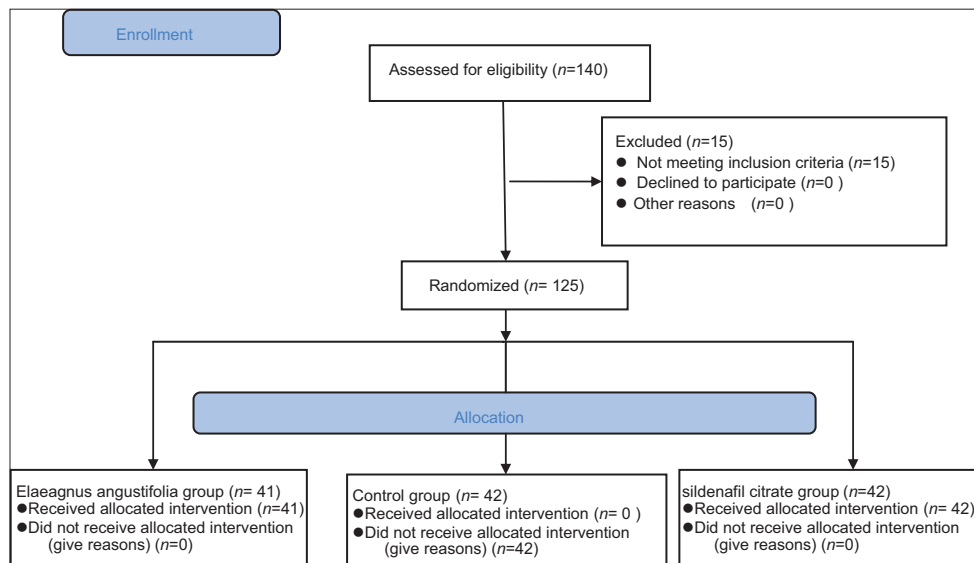 Enrollment
Assessed for eligibility (n=140)
Excluded (n=15)
● Not meeting inclusion criteria (n=15)
● Declined to participate (n=0 )
● Other reasons (n=0 )
Randomized (n= 125)
Allocation
Elaeagnus angustifolia group (n= 41)
●Received allocated intervention (n=41)
●Did not receive allocated intervention
(give reasons) (n=0)
Control group (n= 42)
●Received allocated intervention (n= 0 )
●Did not receive allocated intervention
(give reasons) (n=42)
sildenafil citrate group (n=42)
●Received allocated intervention (n= 42)
●Did not receive allocated intervention
(give reasons) (n=0)